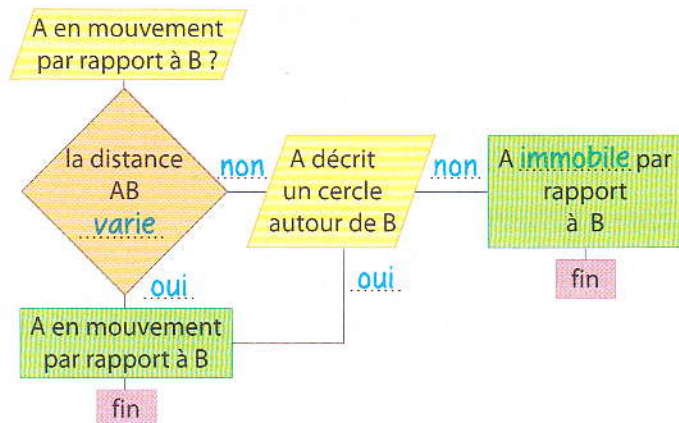 A en mouvement
par rapport à B ?
la distance
AB
varie
non
A décrit
un cercle
autour de B
non
A immobile par
rapport
à B
fin
oui
oui
A en mouvement
par rapport à B
fin